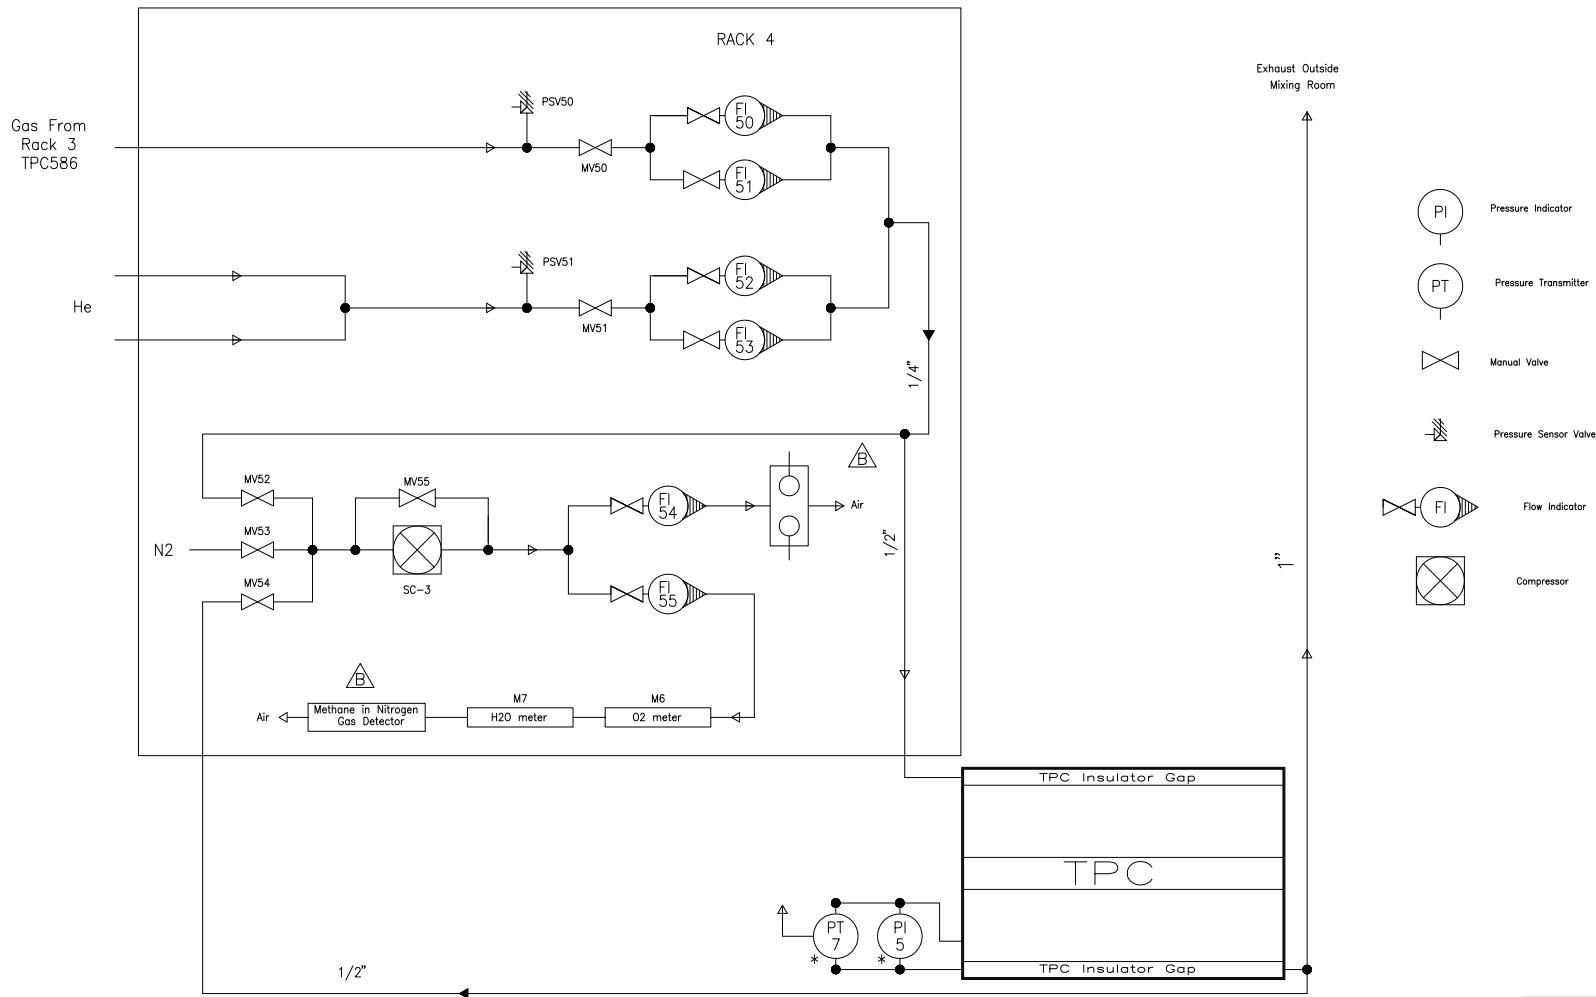 RACK 4
Exhaust Outside
Mixing Room
Gas From
Rack 3
TPC586
PSV50
MV50
FI
50
FI
51
He
PSV51
MV51
FI
52
FI
53
1/4"
PI
Pressure Indicator
PT
Pressure Transmitter
Manual Valve
Pressure Sensor Valve
FI
Flow Indicator
Compressor
MV52
MV53
MV54
N2
MV55
SC-3
FI
54
FI
55
B
Air
1/2"
1"
B
Air
Methane in Nitrogen
Gas Detector
M7
H2O meter
M6
O2 meter
TPC Insulator Gap
TPC
TPC Insulator Gap
PT
7
*
PI
5
*
1/2"